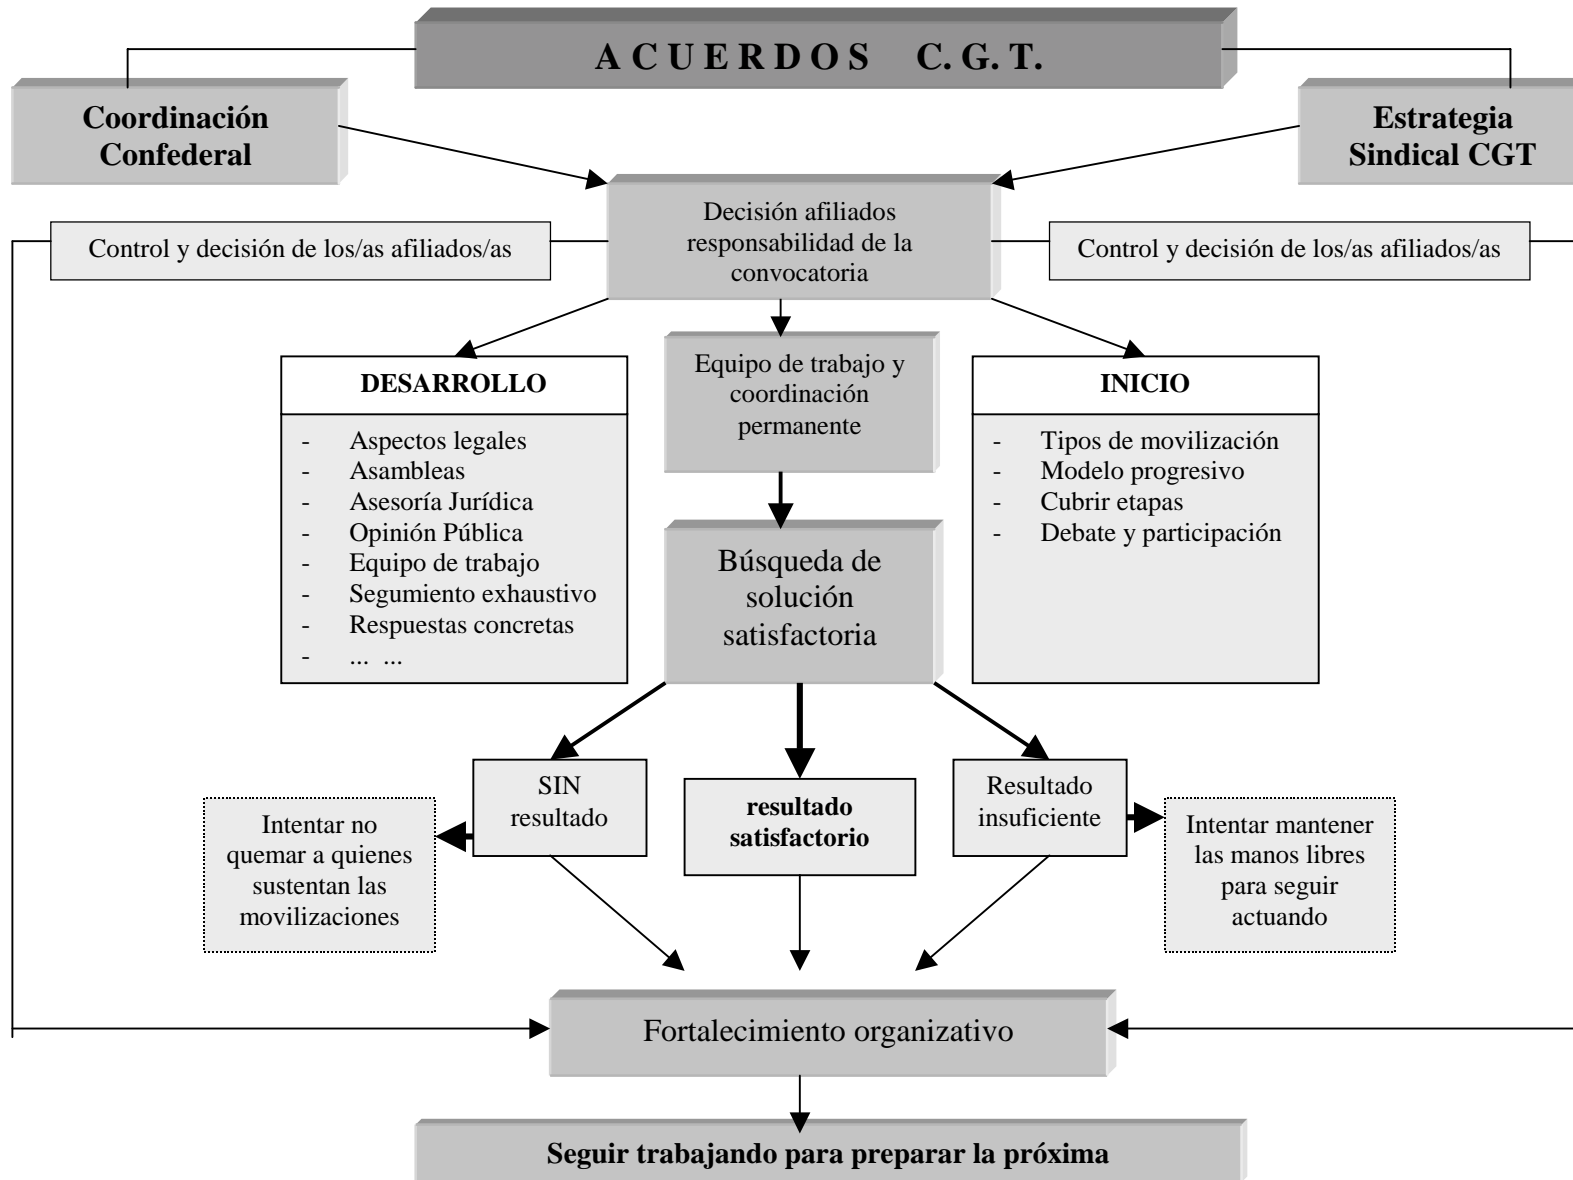 ACUERDOS C. G. T.
Coordinación
Confederal
Estrategia
Sindical CGT
Decisión afiliados
responsabilidad de la
convocatoria
Control y decisión de los/as afiliados/as
Control y decisión de los/as afiliados/as
DESARROLLO
- Aspectos legales
- Asambleas
- Asesoría Jurídica
- Opinión Pública
- Equipo de trabajo
- Segumiento exhaustivo
- Respuestas concretas
- ... ...
Equipo de trabajo y
coordinación
permanente
INICIO
- Tipos de movilización
- Modelo progresivo
- Cubrir etapas
- Debate y participación
Búsqueda de
solución
satisfactoria
SIN
resultado
resultado
satisfactorio
Resultado
insuficiente
Intentar no
quemar a quienes
sustentan las
movilizaciones
Intentar mantener
las manos libres
para seguir
actuando
Fortalecimiento organizativo
Seguir trabajando para preparar la próxima